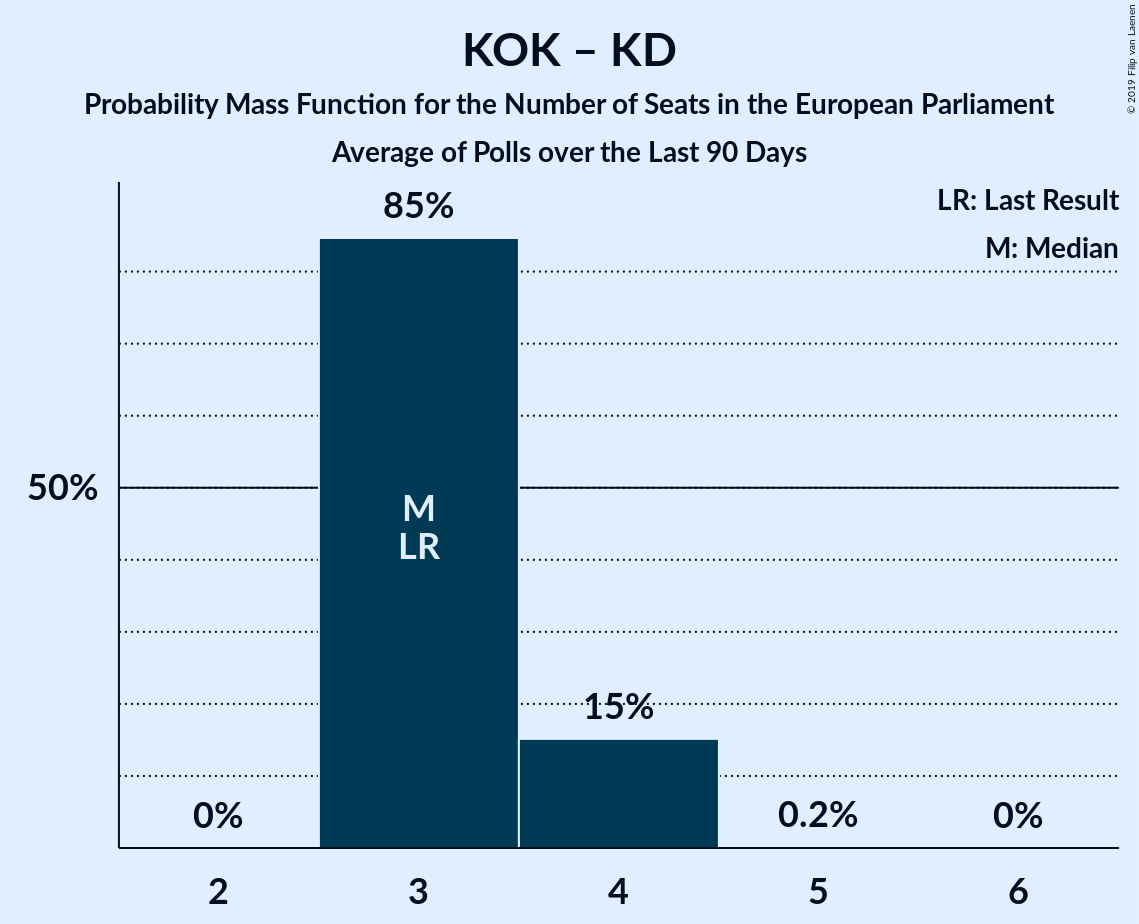 KOK – KD
Probability Mass Function for the Number of Seats in the European Parliament
Average of Polls over the Last 90 Days
© 2019 Filip van Laenen
LR: Last Result
M: Median
85%
50%
M
LR
15%
0%
0.2%
0%
2
3
4
5
6